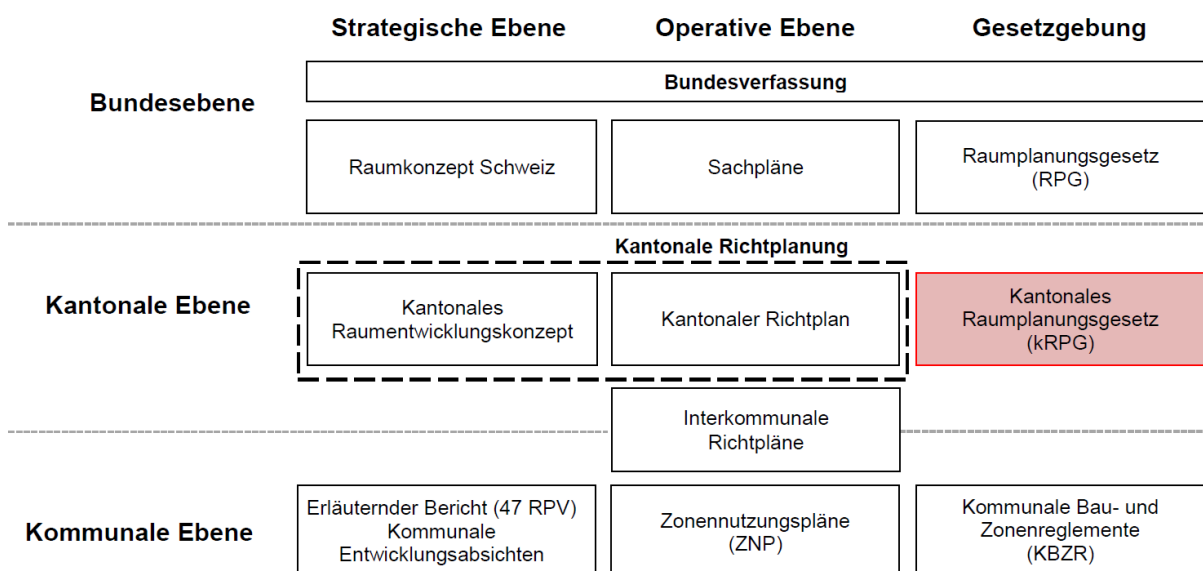 Strategische Ebene
Operative Ebene
Gesetzgebung
Bundesebene
Bundesverfassung
Raumkonzept Schweiz
Sachpläne
Raumplanungsgesetz
(RPG)
Kantonale Richtplanung
Kantonale Ebene
Kantonales
Raumentwicklungskonzept
Kantonaler Richtplan
Kantonales
Raumplanungsgesetz
(kRPG)
Interkommunale
Richtpläne
Kommunale Ebene
Erläuternder Bericht (47 RPV)
Kommunale
Entwicklungsabsichten
Zonennutzungspläne
(ZNP)
Kommunale Bau- und
Zonenreglemente
(KBZR)